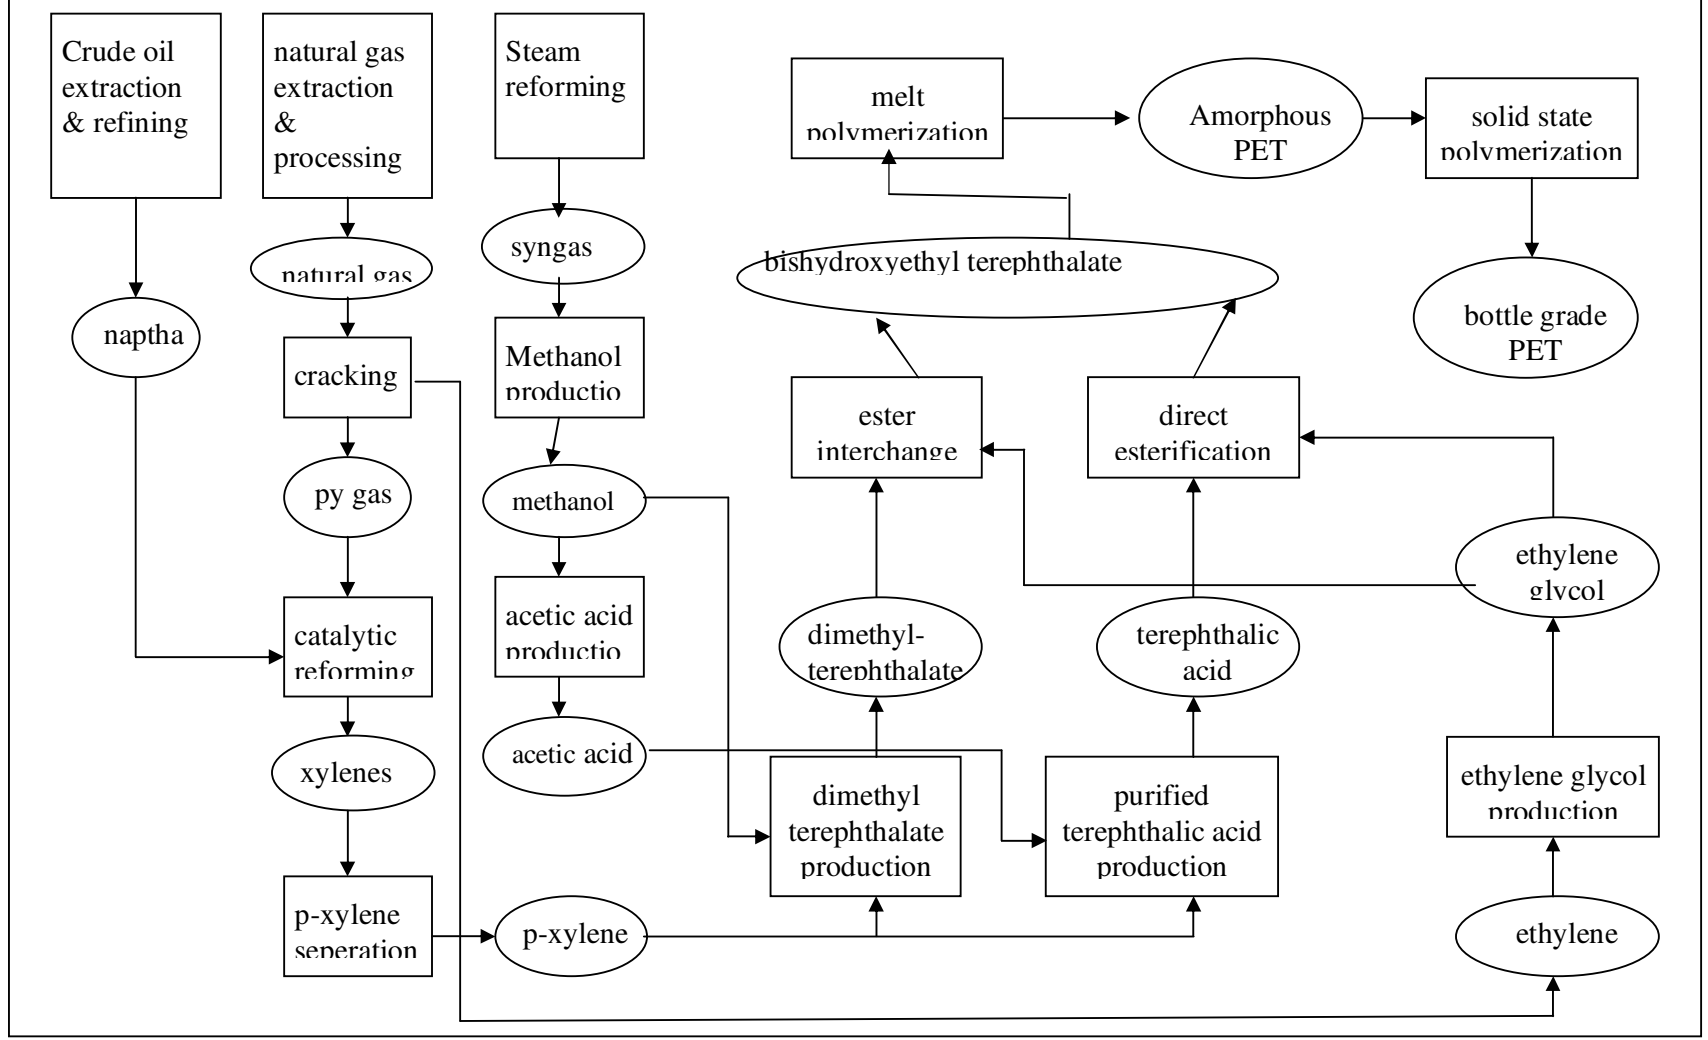 Crude oil
extraction
& refining
natural gas
extraction
&
processing
Steam
reforming
melt
polymerization
Amorphous
PET
solid state
polymerization
syngas
natural gas
bishydroxyethyl terephthalate
naptha
bottle grade
PET
cracking
Methanol
productio
ester
interchange
direct
esterification
py gas
methanol
ethylene
glycol
catalytic
reforming
acetic acid
productio
dimethyl-
terephthalate
terephthalic
acid
xylenes
acetic acid
dimethyl
terephthalate
production
purified
terephthalic acid
production
ethylene glycol
production
p-xylene
seperation
p-xylene
ethylene